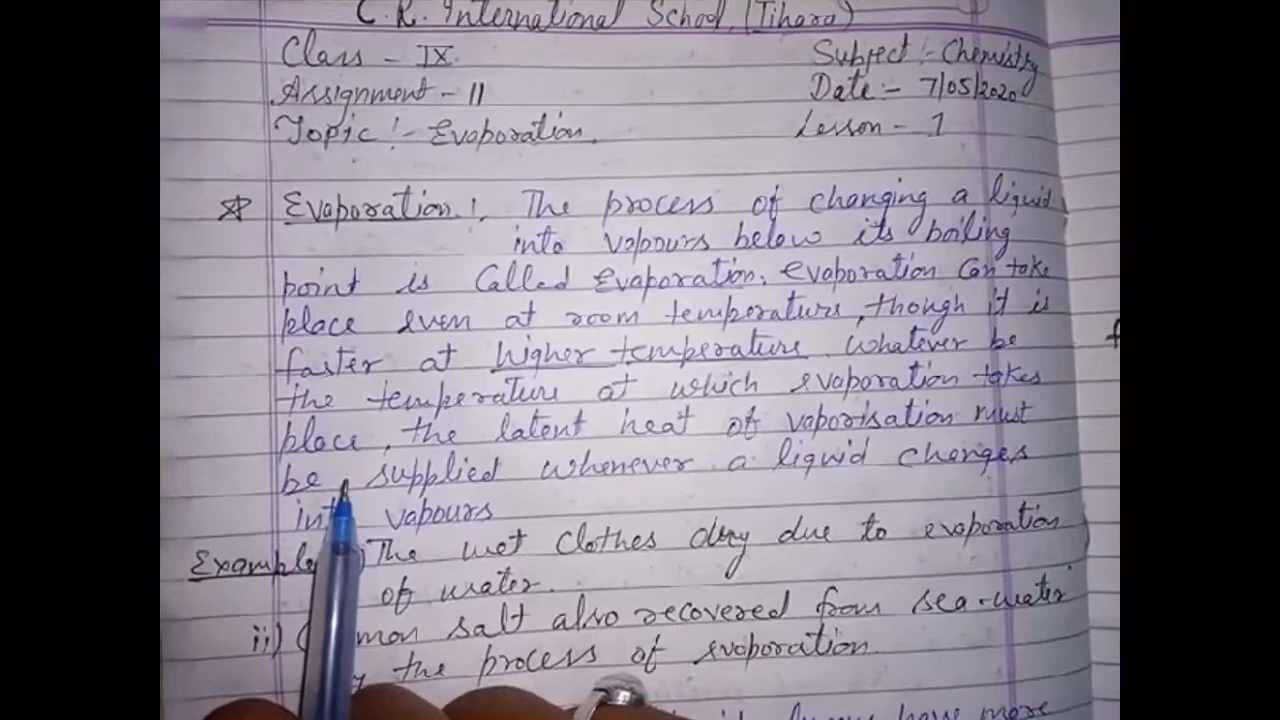 C.R. International School, (Tihara)
Class - IX. Subject :- Chemistry
Assignment - 11 Date :- 7/05/2020
Topic :- Evaporation. Lesson - 1
Evaporation :. The process of changing a liquid
into vapours below its boiling
point is called Evaporation. Evaporation Can take
place even at room temperature, though it is
faster at higher temperature. Whatever be
the temperature at which evaporation takes
place, the latent heat of vaporisation must
be supplied whenever a liquid changes
into vapours
Example The wet clothes dry due to evaporation
of water.
ii) salt also recovered from sea-water
the process of evaporation
have more